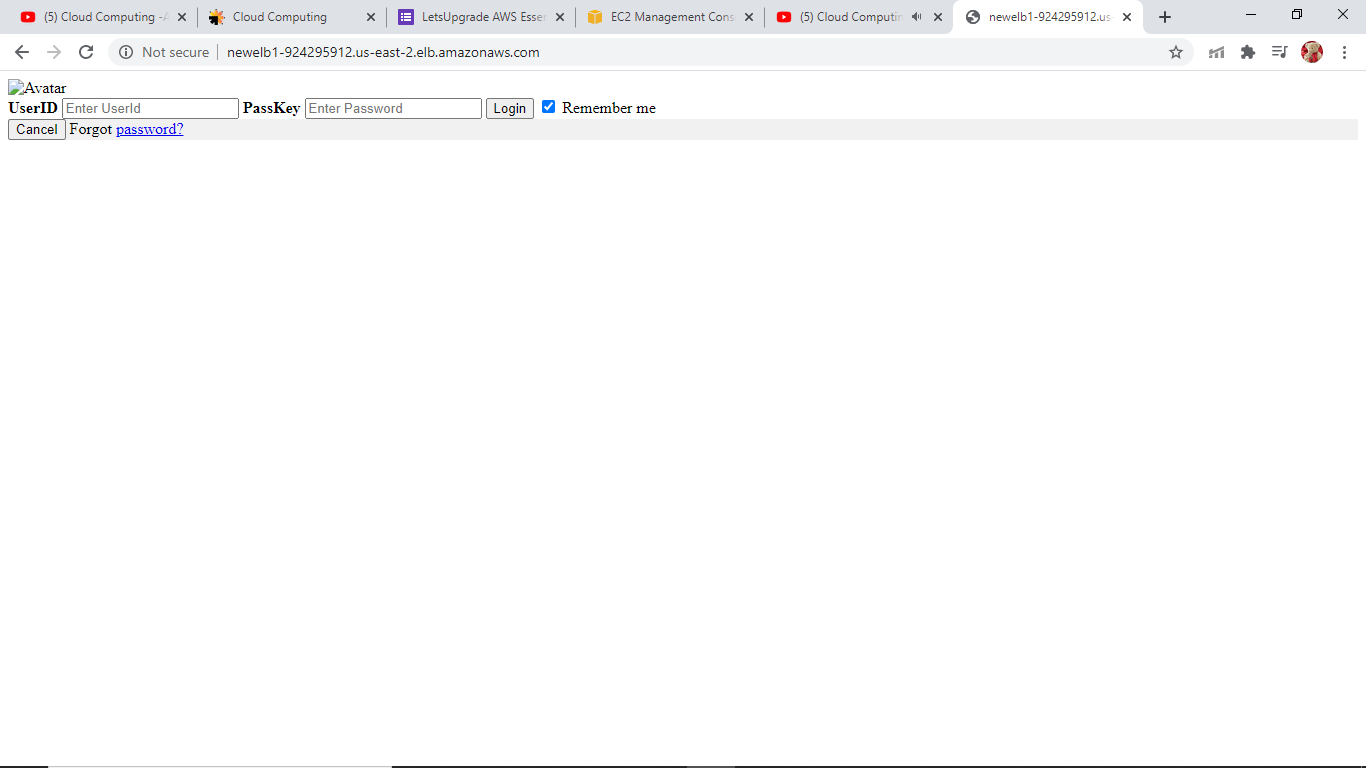 (5) Cloud Computing -A
Cloud Computing
LetsUpgrade AWS Essen
EC2 Management Cons
(5) Cloud Computin
newelb1-924295912.us-
Not secure
newelb1-924295912.us-east-2.elb.amazonaws.com
Avatar
UserID Enter UserId PassKey Enter Password Login Remember me
Cancel Forgot password?